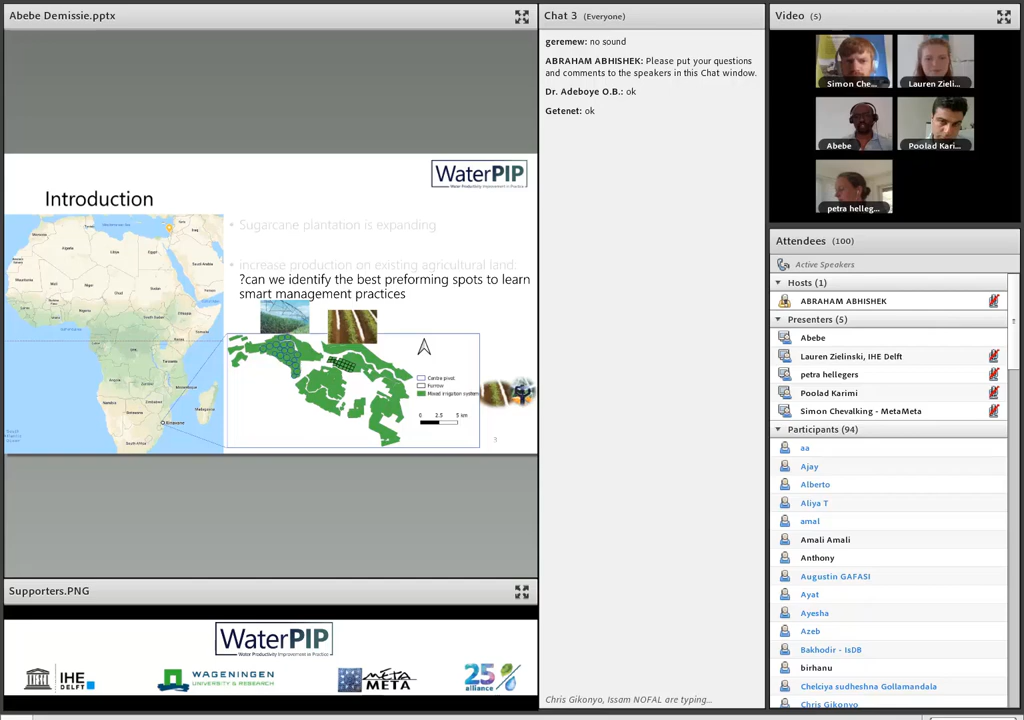 Abebe Demissie.pptx
WaterPIP
Water Productivity Improvement in Practice
Introduction
• Sugarcane plantation is expanding
• increase production on existing agricultural land:
?can we identify the best preforming spots to learn
smart management practices
Centre pivot
Furrow
Mixed irrigation system
0 2.5 5 km
3
Supporters.PNG
WaterPIP
Water Productivity Improvement in Practice
IHE
DELFT
WAGENINGEN
UNIVERSITY & RESEARCH
META
META
25
alliance
Chat 3 (Everyone)
geremew: no sound
ABRAHAM ABHISHEK: Please put your questions
and comments to the speakers in this Chat window.
Dr. Adeboye O.B.: ok
Getenet: ok
Chris Gikonyo, Issam NOFAL are typing...
Video (5)
Simon Che...
Lauren Zieli...
Abebe
Poolad Kari...
petra helleg...
Attendees (100)
Active Speakers
Hosts (1)
ABRAHAM ABHISHEK
Presenters (5)
Abebe
Lauren Zielinski, IHE Delft
petra hellegers
Poolad Karimi
Simon Chevalking - MetaMeta
Participants (94)
aa
Ajay
Alberto
Aliya T
amal
Amali Amali
Anthony
Augustin GAFASI
Ayat
Ayesha
Azeb
Bakhodir - IsDB
birhanu
Chelciya sudheshna Gollamandala
Chris Gikonyo